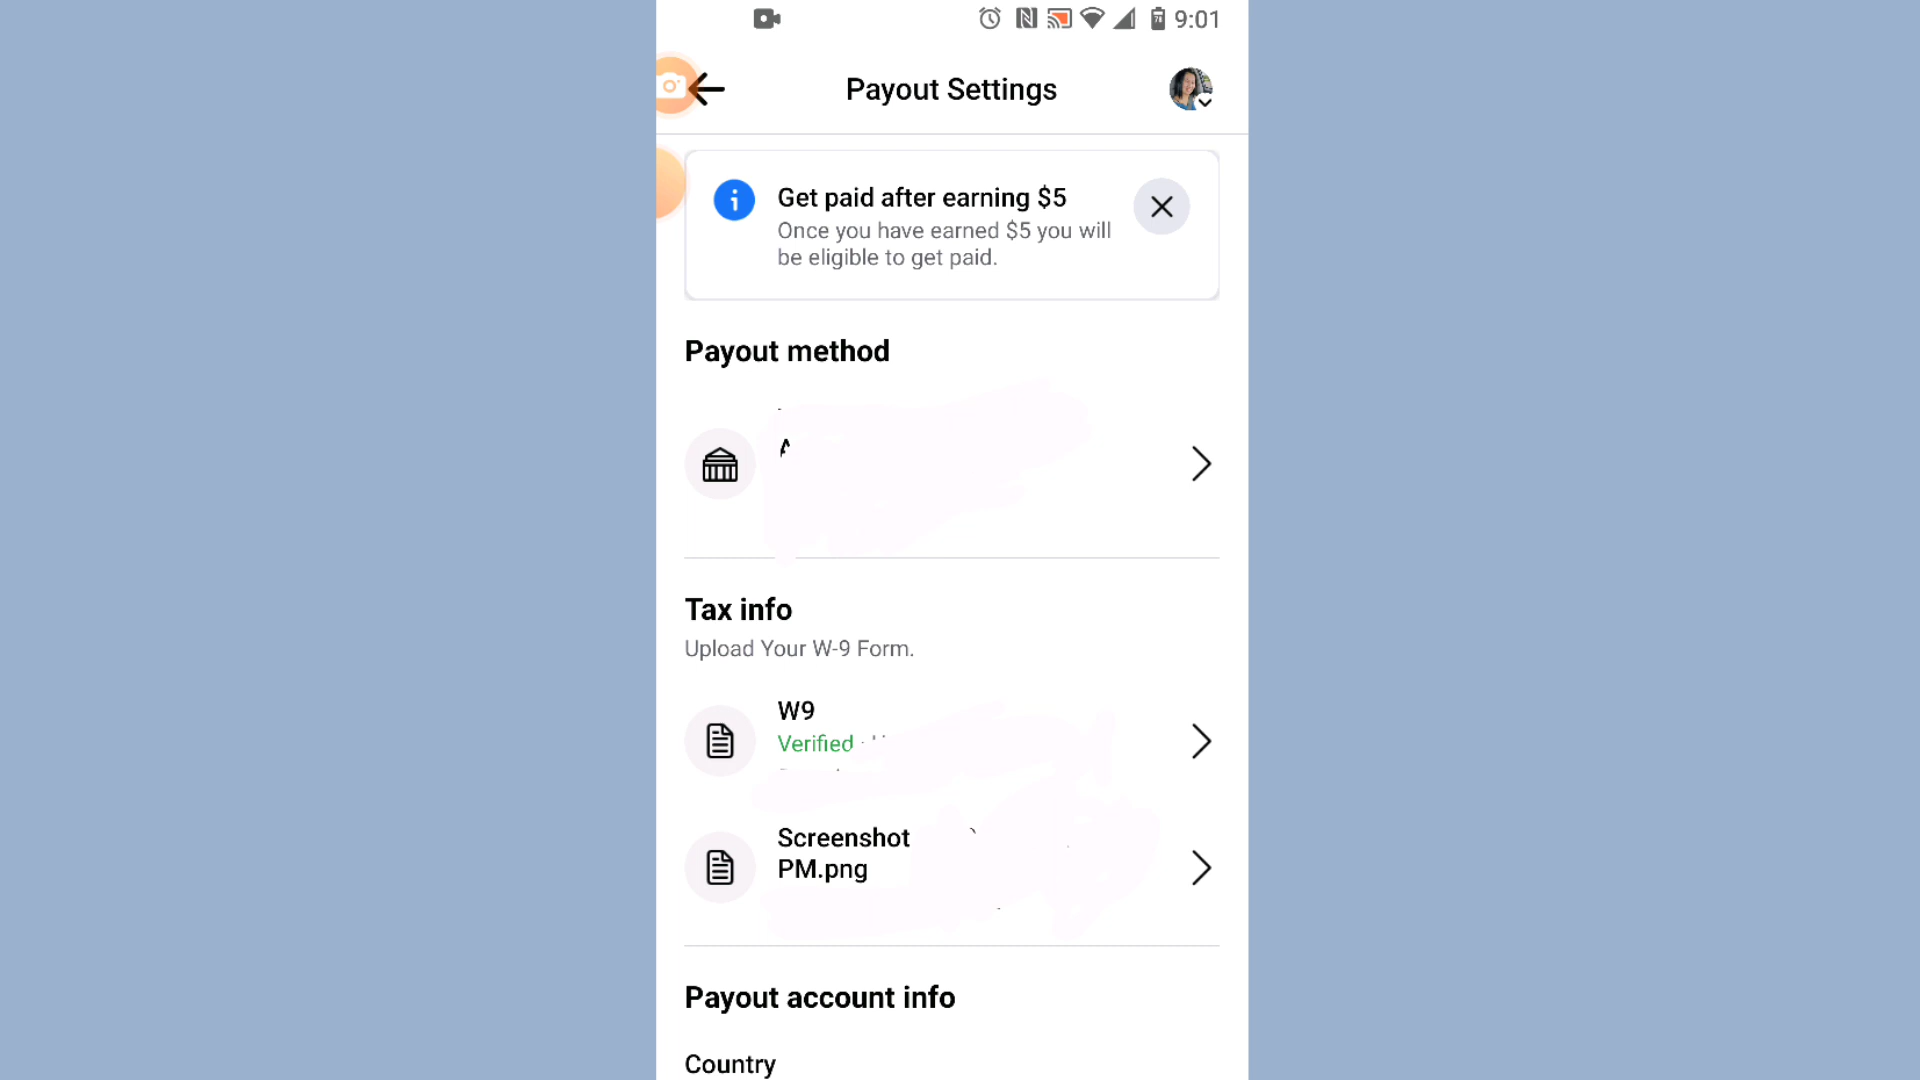 9:01
Payout Settings
Get paid after earning $5
Once you have earned $5 you will
be eligible to get paid.
Payout method
Tax info
Upload Your W-9 Form.
W9
Verified ·
Screenshot
PM.png
Payout account info
Country